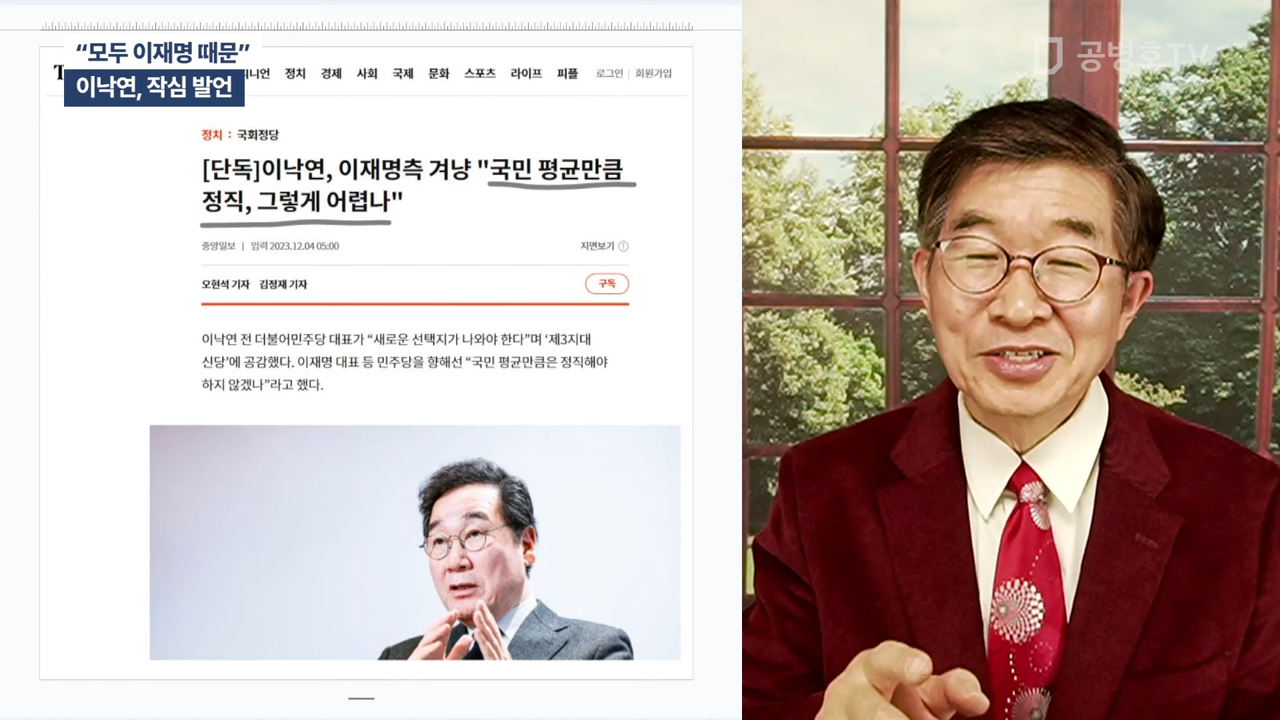 “모두 이재명 때문”
이낙연, 작심 발언
정치 경제 사회 국제 문화 스포츠 라이프 피플 로그인 | 회원가입
정치 : 국회정당
[단독]이낙연, 이재명측 겨냥 "국민 평균만큼
정직, 그렇게 어렵나"
중앙일보 | 입력 2023.12.04 05:00 지면보기
오현석 기자 김정재 기자 구독
이낙연 전 더불어민주당 대표가 “새로운 선택지가 나와야 한다”며 ‘제3지대
신당’에 공감했다. 이재명 대표 등 민주당을 향해선 “국민 평균만큼은 정직해야
하지 않겠나”라고 했다.
공병호TV